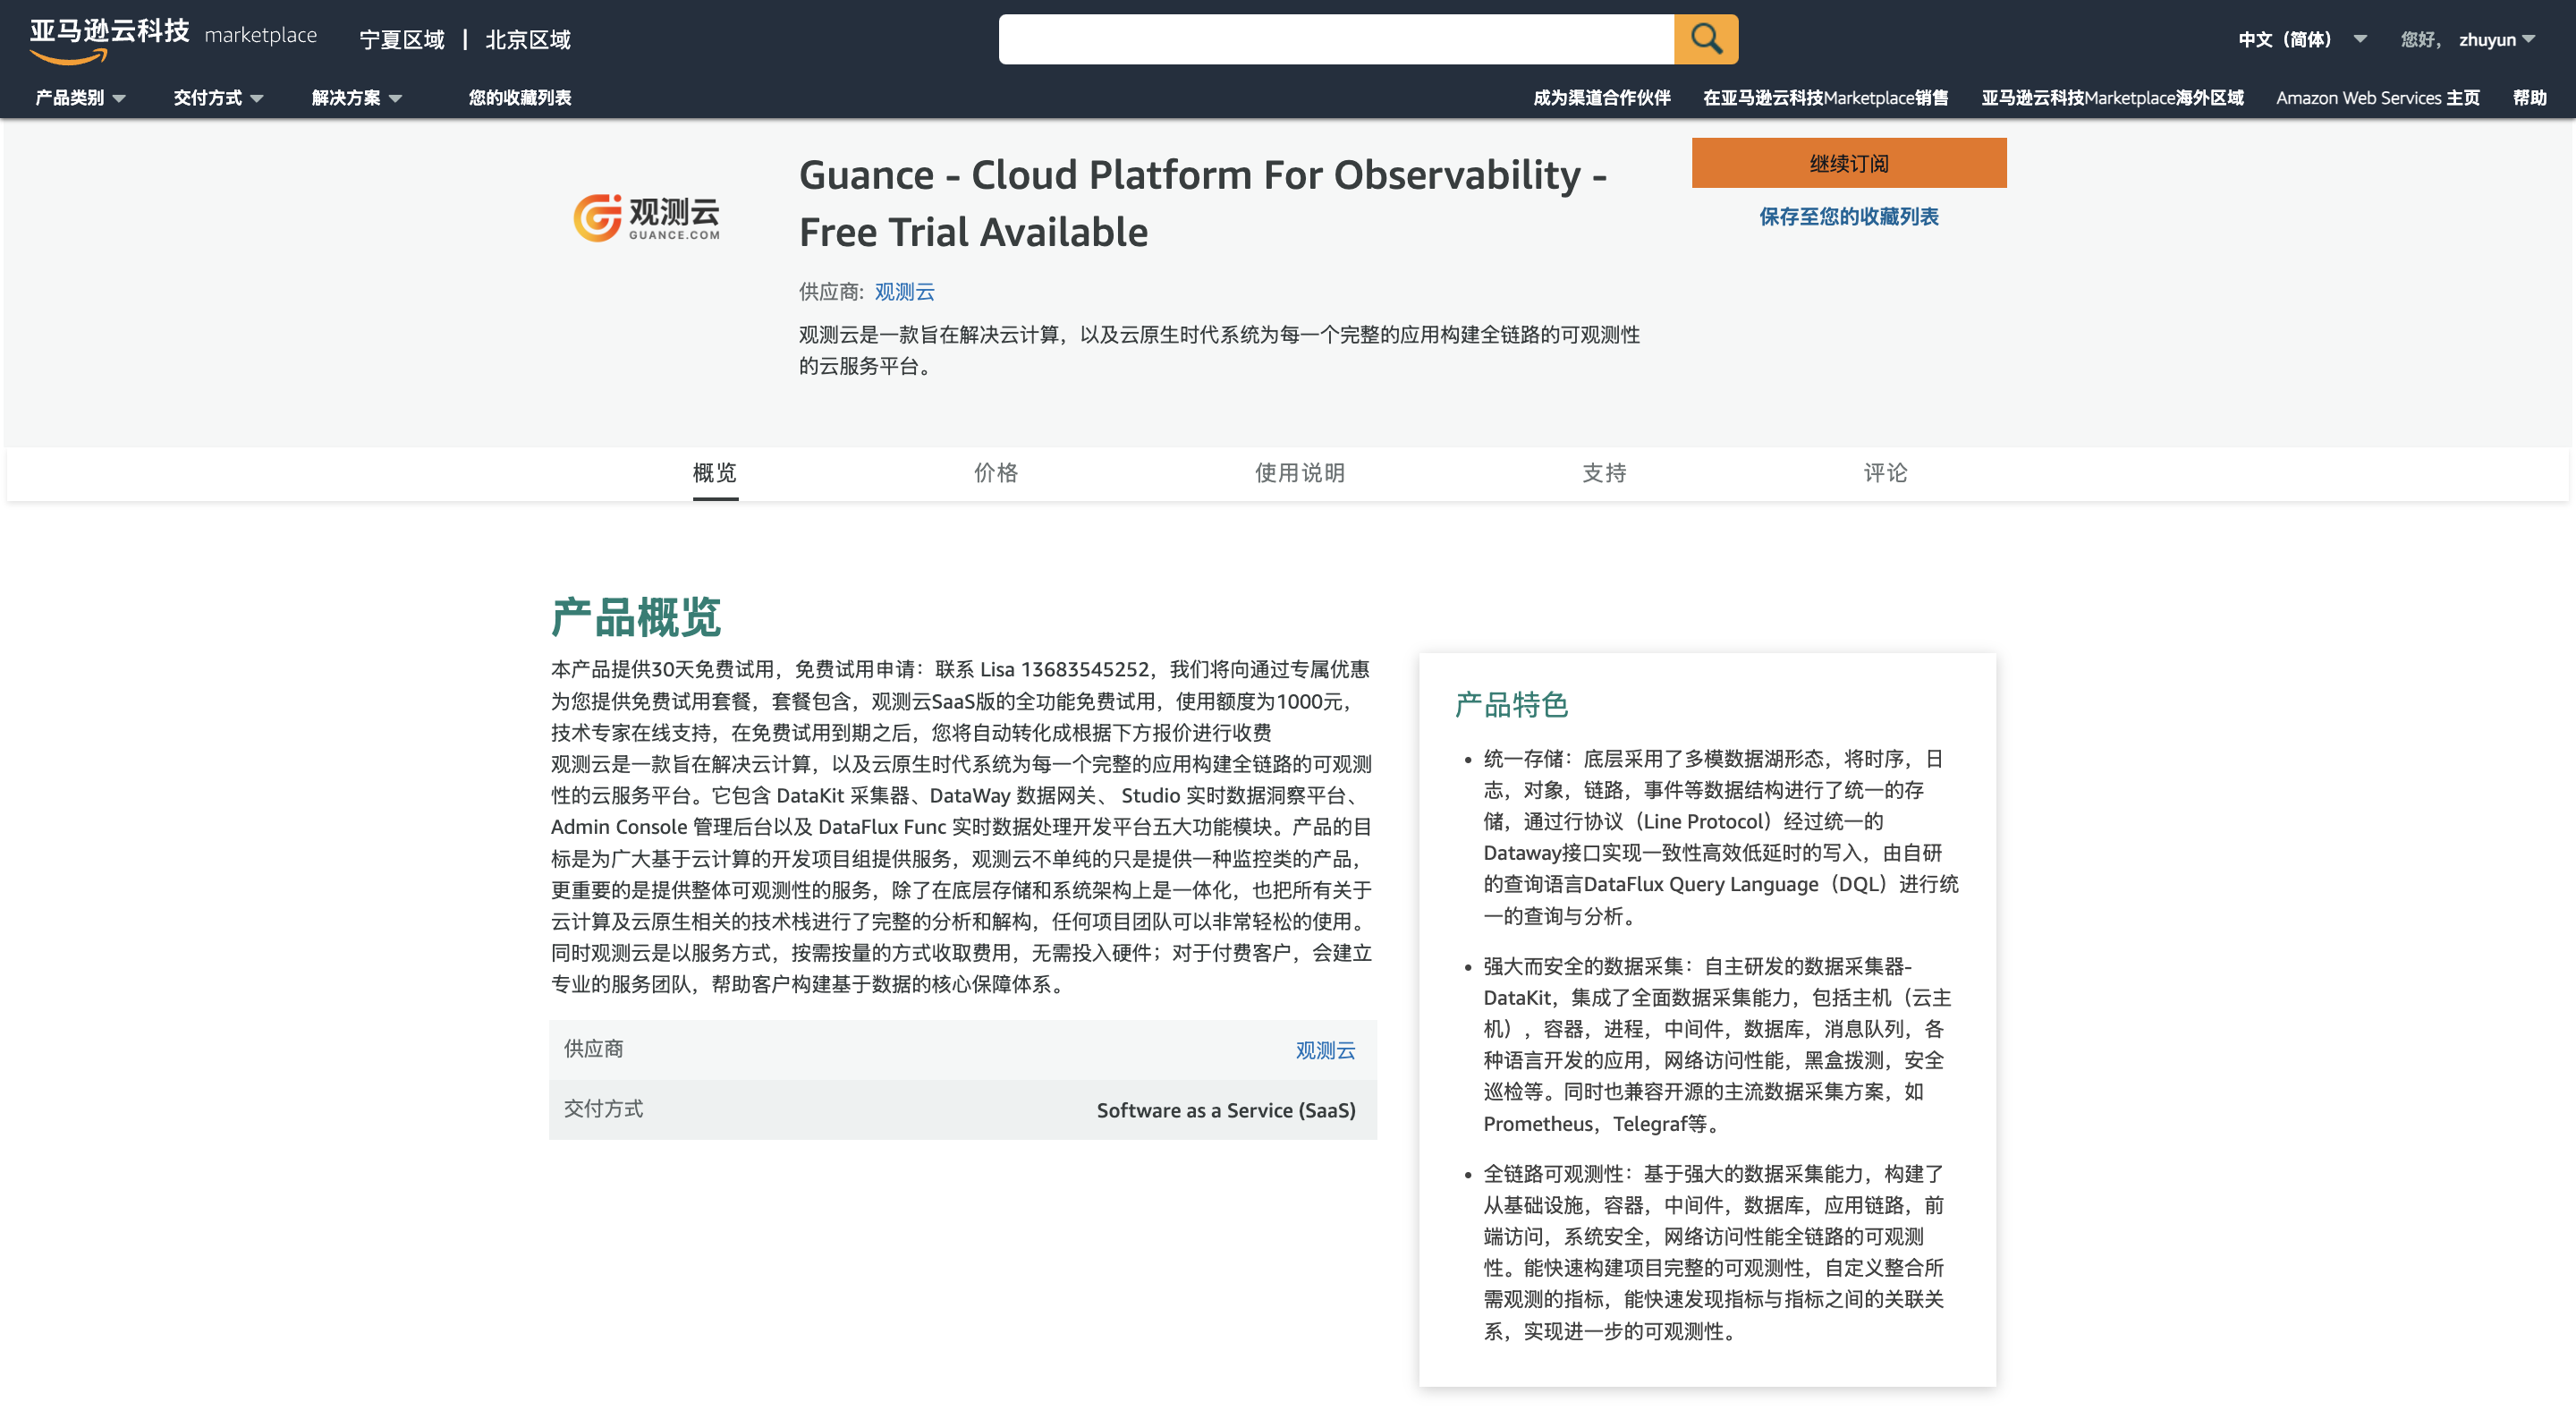 亚马逊云科技 marketplace 宁夏区域 | 北京区域
中文（简体） 您好， zhuyun
产品类别 交付方式 解决方案 您的收藏列表
成为渠道合作伙伴 在亚马逊云科技Marketplace销售 亚马逊云科技Marketplace海外区域 Amazon Web Services 主页 帮助
观测云
GUANCE.COM
Guance - Cloud Platform For Observability -
Free Trial Available
供应商: 观测云
观测云是一款旨在解决云计算，以及云原生时代系统为每一个完整的应用构建全链路的可观测性
的云服务平台。
继续订阅
保存至您的收藏列表
概览 价格 使用说明 支持 评论
产品概览
本产品提供30天免费试用，免费试用申请：联系 Lisa 13683545252，我们将向通过专属优惠
为您提供免费试用套餐，套餐包含，观测云SaaS版的全功能免费试用，使用额度为1000元，
技术专家在线支持，在免费试用到期之后，您将自动转化成根据下方报价进行收费
观测云是一款旨在解决云计算，以及云原生时代系统为每一个完整的应用构建全链路的可观测
性的云服务平台。它包含 DataKit 采集器、DataWay 数据网关、 Studio 实时数据洞察平台、
Admin Console 管理后台以及 DataFlux Func 实时数据处理开发平台五大功能模块。产品的目
标是为广大基于云计算的开发项目组提供服务，观测云不单纯的只是提供一种监控类的产品，
更重要的是提供整体可观测性的服务，除了在底层存储和系统架构上是一体化，也把所有关于
云计算及云原生相关的技术栈进行了完整的分析和解构，任何项目团队可以非常轻松的使用。
同时观测云是以服务方式，按需按量的方式收取费用，无需投入硬件；对于付费客户，会建立
专业的服务团队，帮助客户构建基于数据的核心保障体系。
供应商 观测云
交付方式 Software as a Service (SaaS)
产品特色
• 统一存储：底层采用了多模数据湖形态，将时序，日
志，对象，链路，事件等数据结构进行了统一的存
储，通过行协议（Line Protocol）经过统一的
Dataway接口实现一致性高效低延时的写入，由自研
的查询语言DataFlux Query Language（DQL）进行统
一的查询与分析。
• 强大而安全的数据采集：自主研发的数据采集器-
DataKit，集成了全面数据采集能力，包括主机（云主
机），容器，进程，中间件，数据库，消息队列，各
种语言开发的应用，网络访问性能，黑盒拨测，安全
巡检等。同时也兼容开源的主流数据采集方案，如
Prometheus，Telegraf等。
• 全链路可观测性：基于强大的数据采集能力，构建了
从基础设施，容器，中间件，数据库，应用链路，前
端访问，系统安全，网络访问性能全链路的可观测
性。能快速构建项目完整的可观测性，自定义整合所
需观测的指标，能快速发现指标与指标之间的关联关
系，实现进一步的可观测性。